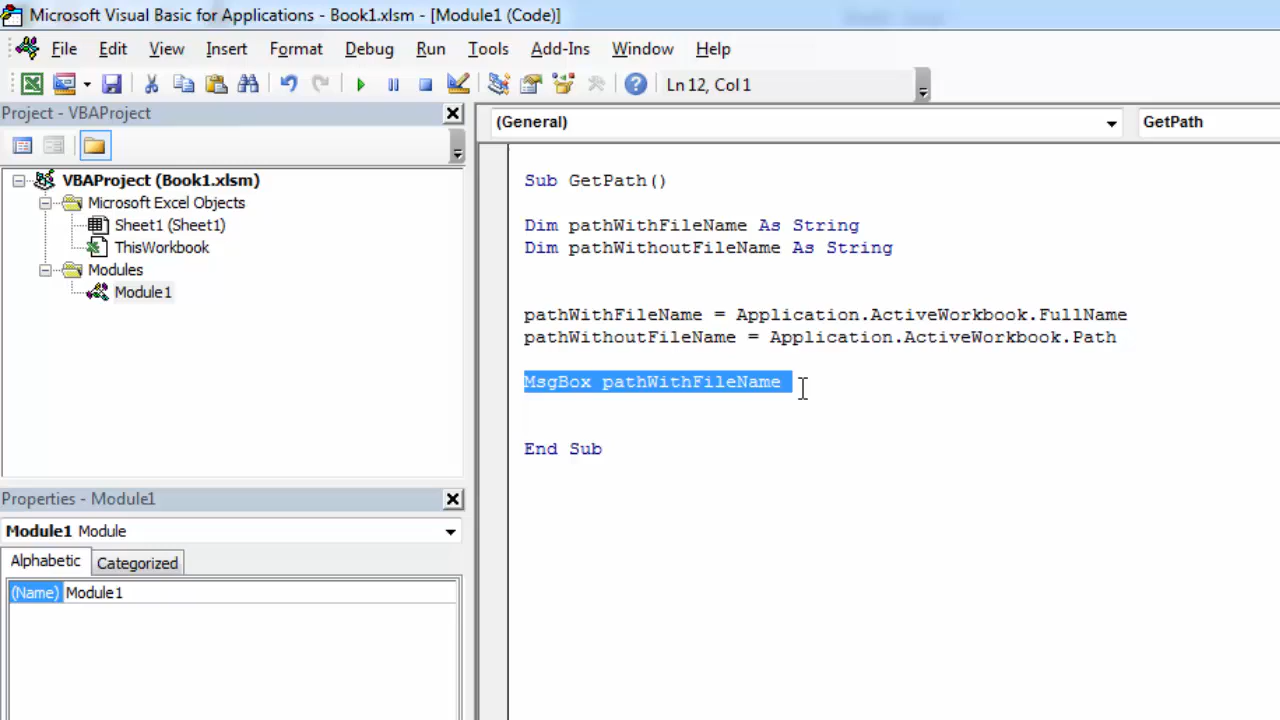 Microsoft Visual Basic for Applications - Book1.xlsm - [Module1 (Code)]
File Edit View Insert Format Debug Run Tools Add-Ins Window Help
Ln 12, Col 1
Project - VBAProject
(General) GetPath
VBAProject (Book1.xlsm)
Microsoft Excel Objects
Sheet1 (Sheet1)
ThisWorkbook
Modules
Module1
Sub GetPath()
Dim pathWithFileName As String
Dim pathWithoutFileName As String
pathWithFileName = Application.ActiveWorkbook.FullName
pathWithoutFileName = Application.ActiveWorkbook.Path
MsgBox pathWithFileName
End Sub
Properties - Module1
Module1 Module
Alphabetic Categorized
(Name) Module1